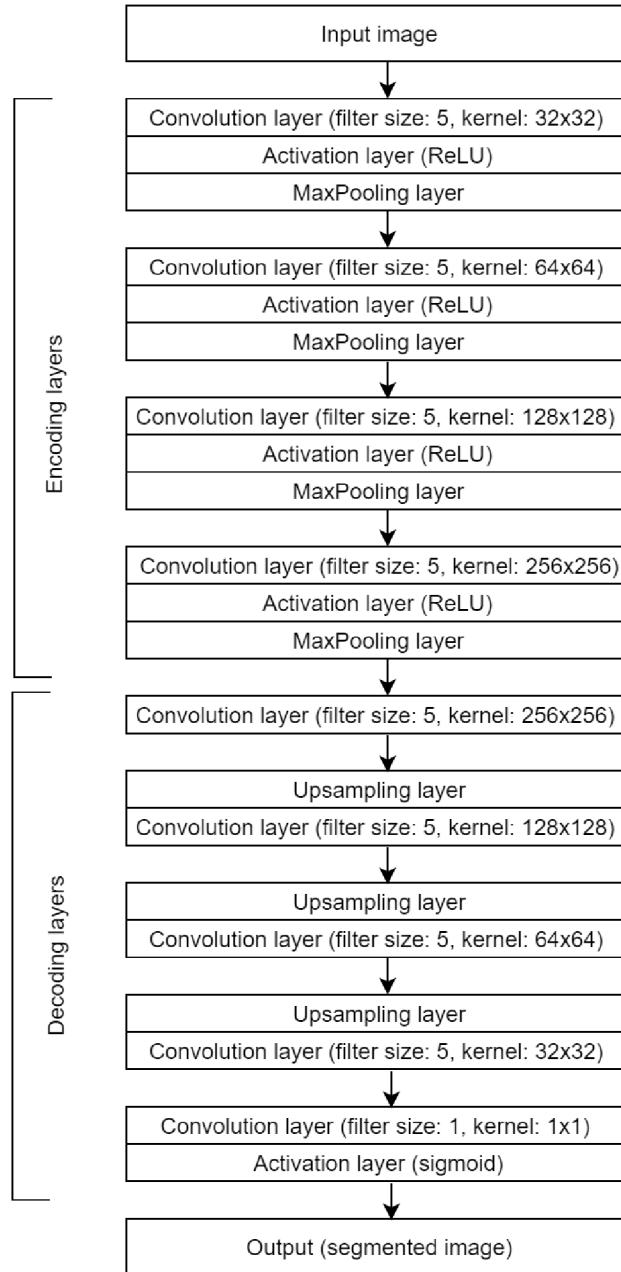 Input image
Encoding layers
Convolution layer (filter size: 5, kernel: 32x32)
Activation layer (ReLU)
MaxPooling layer
Convolution layer (filter size: 5, kernel: 64x64)
Activation layer (ReLU)
MaxPooling layer
Convolution layer (filter size: 5, kernel: 128x128)
Activation layer (ReLU)
MaxPooling layer
Convolution layer (filter size: 5, kernel: 256x256)
Activation layer (ReLU)
MaxPooling layer
Decoding layers
Convolution layer (filter size: 5, kernel: 256x256)
Upsampling layer
Convolution layer (filter size: 5, kernel: 128x128)
Upsampling layer
Convolution layer (filter size: 5, kernel: 64x64)
Upsampling layer
Convolution layer (filter size: 5, kernel: 32x32)
Convolution layer (filter size: 1, kernel: 1x1)
Activation layer (sigmoid)
Output (segmented image)